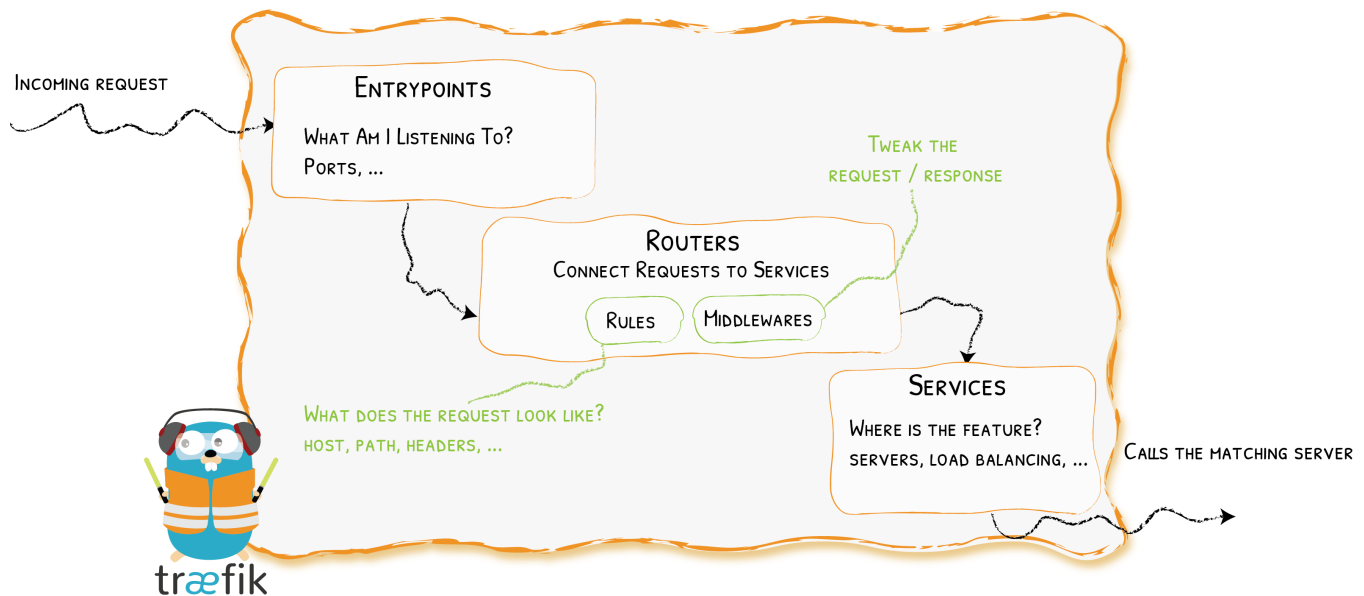 Incoming request
Entrypoints
What Am I Listening To?
Ports, ...
Tweak the
request / response
Routers
Connect Requests to Services
Rules
Middlewares
What does the request look like?
host, path, headers, ...
Services
Where is the feature?
servers, load balancing, ...
Calls the matching server
træfik